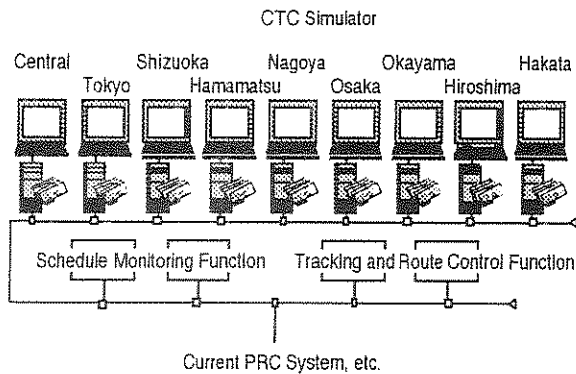 CTC Simulator
Central Shizuoka Nagoya Okayama Hakata
Tokyo Hamamatsu Osaka Hiroshima
Schedule Monitoring Function Tracking and Route Control Function
Current PRC System, etc.